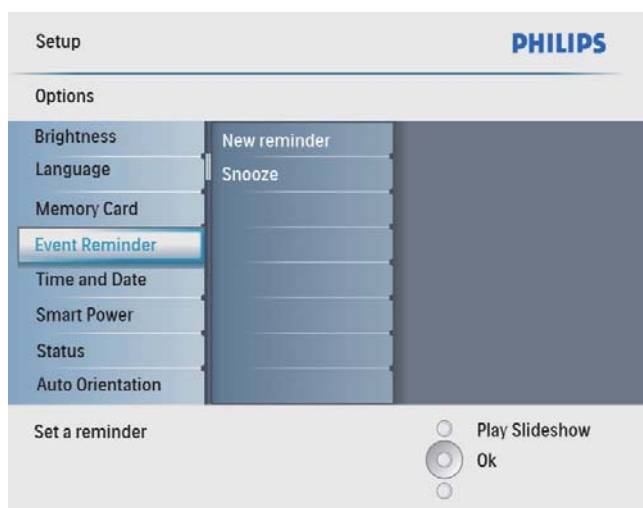 Setup
PHILIPS
Options
Brightness
Language
Memory Card
Event Reminder
Time and Date
Smart Power
Status
Auto Orientation
New reminder
Snooze
Set a reminder
Play Slideshow
Ok